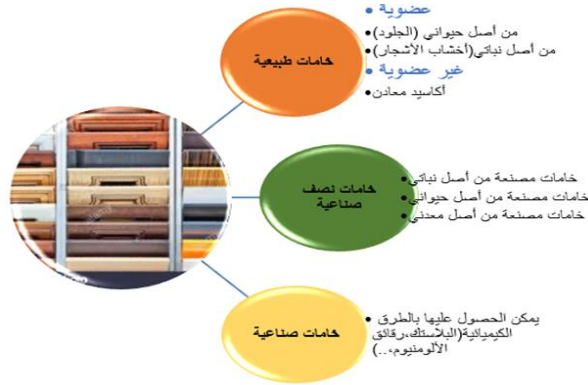 عضوية
من أصل حيواني (الجلود)
من أصل نباتي(أخشاب الأشجار)
غير عضوية
أكاسيد معادن
خامات طبيعية
خامات مصنعة من أصل نباتي
خامات مصنعة من أصل حيواني
خامات مصنعة من أصل معدني
خامات نصف
صناعية
يمكن الحصول عليها بالطرق
الكيميائية(البلاستك،رقائق
الألومنيوم،..)
خامات صناعية